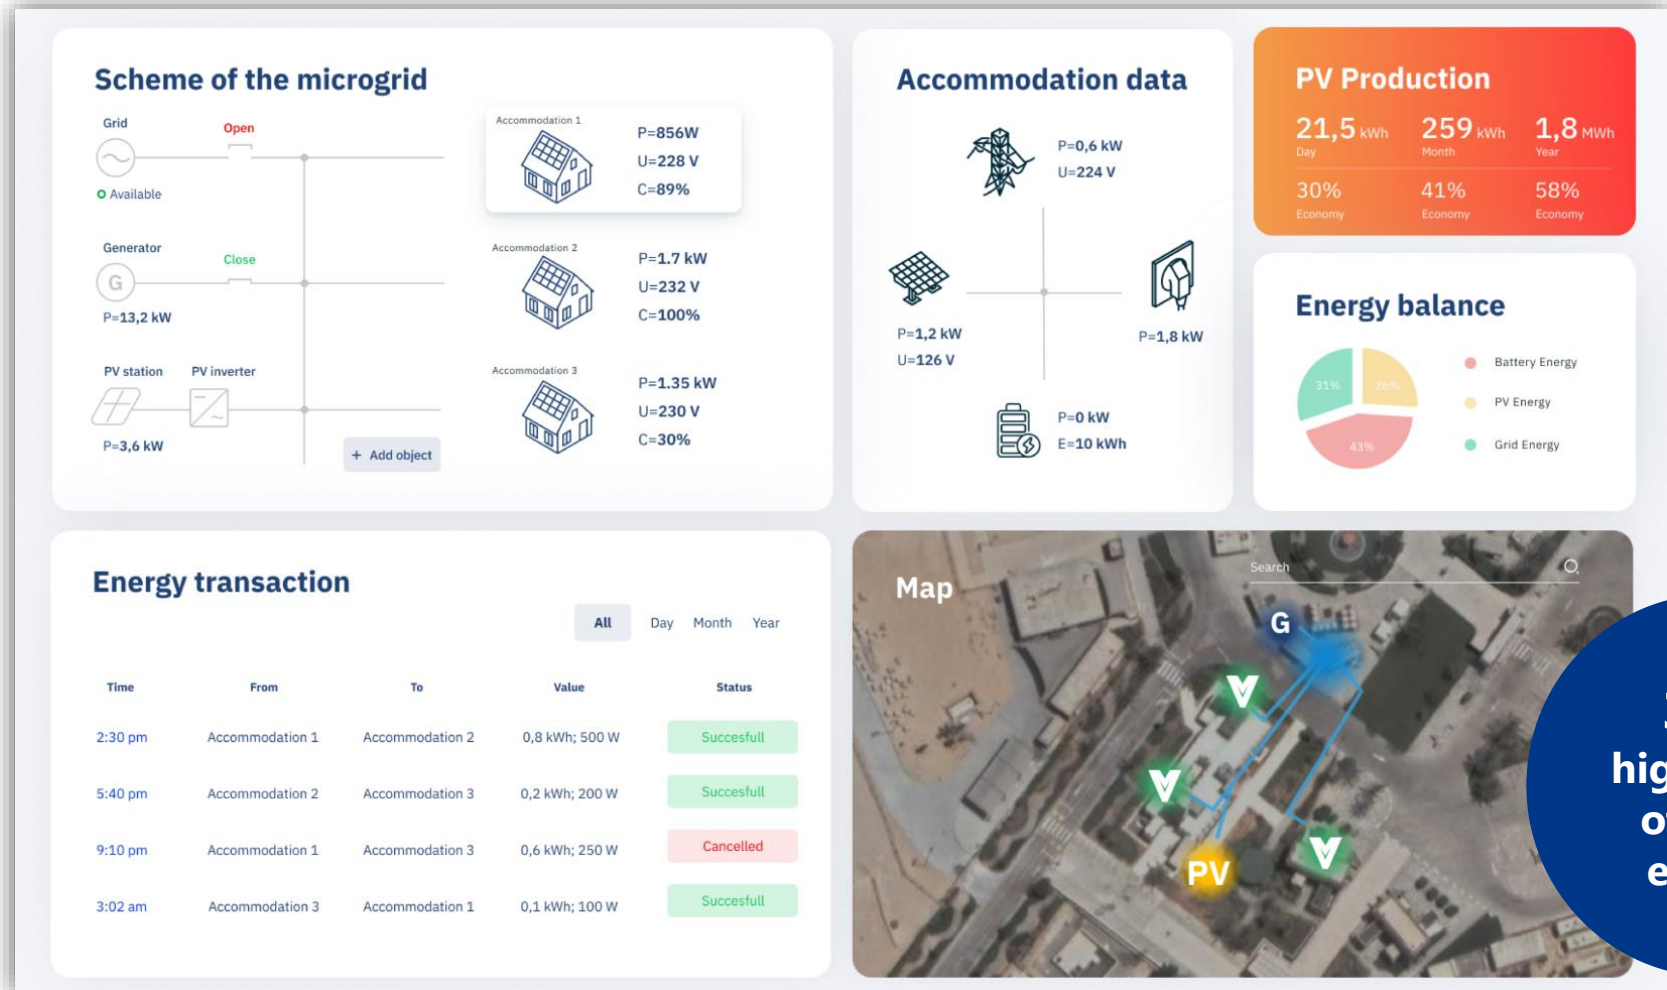 Scheme of the microgrid
Grid
Open
Available
Generator
Close
G
P=13,2 kW
PV station PV inverter
P=3,6 kW
+ Add object
Accommodation 1
P=856W
U=228 V
C=89%
Accommodation 2
P=1.7 kW
U=232 V
C=100%
Accommodation 3
P=1.35 kW
U=230 V
C=30%
Accommodation data
P=0,6 kW
U=224 V
P=1,2 kW
U=126 V
P=1,8 kW
P=0 kW
E=10 kWh
PV Production
21,5 kWh 259 kWh 1,8 MWh
Day Month Year
30% 41% 58%
Economy Economy Economy
Energy balance
31% 26%
43%
Battery Energy
PV Energy
Grid Energy
Energy transaction
All Day Month Year
Time From To Value Status
2:30 pm Accommodation 1 Accommodation 2 0,8 kWh; 500 W Succesfull
5:40 pm Accommodation 2 Accommodation 3 0,2 kWh; 200 W Succesfull
9:10 pm Accommodation 1 Accommodation 3 0,6 kWh; 250 W Cancelled
3:02 am Accommodation 3 Accommodation 1 0,1 kWh; 100 W Succesfull
Map
Search
G
PV